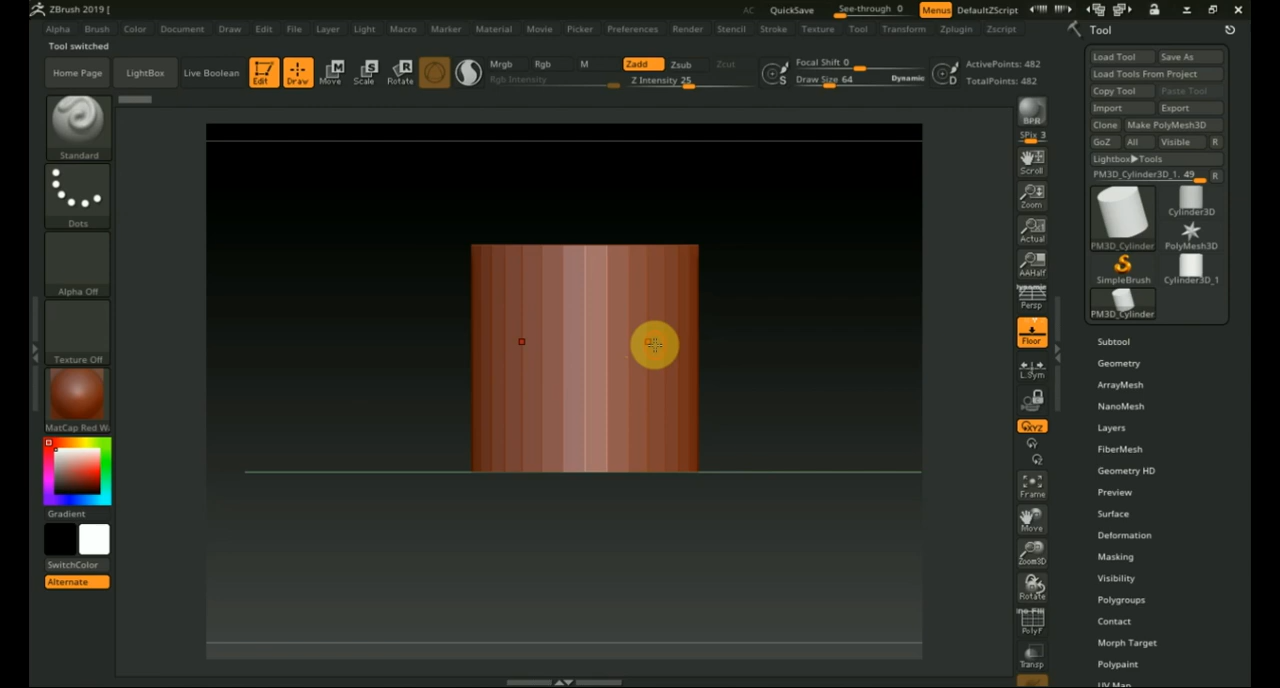 ZBrush 2019 [
AC QuickSave See-through 0 Menus DefaultZScript
Alpha Brush Color Document Draw Edit File Layer Light Macro Marker Material Movie Picker Preferences Render Stencil Stroke Texture Tool Transform Zplugin Zscript
Tool switched
Home Page LightBox Live Boolean Edit Draw Move Scale Rotate
Mrgb Rgb M Zadd Zsub Zcut
Rgb Intensity Z Intensity 25
Focal Shift 0
Draw Size 64 Dynamic
ActivePoints: 482
TotalPoints: 482
Standard
Dots
Alpha Off
Texture Off
MatCap Red Wa
Gradient
SwitchColor
Alternate
BPR
SPix 3
Scroll
Zoom
Actual
AAHalf
Dynamic
Persp
Floor
L.Sym
XYZ
Frame
Move
Zoom3D
Rotate
PolyF
Transp
Tool
Load Tool Save As
Load Tools From Project
Copy Tool Paste Tool
Import Export
Clone Make PolyMesh3D
GoZ All Visible R
Lightbox▶Tools
PM3D_Cylinder3D_1. 49 R
Cylinder3D
PM3D_Cylinder PolyMesh3D
SimpleBrush Cylinder3D_1
PM3D_Cylinder
Subtool
Geometry
ArrayMesh
NanoMesh
Layers
FiberMesh
Geometry HD
Preview
Surface
Deformation
Masking
Visibility
Polygroups
Contact
Morph Target
Polypaint
UV Map